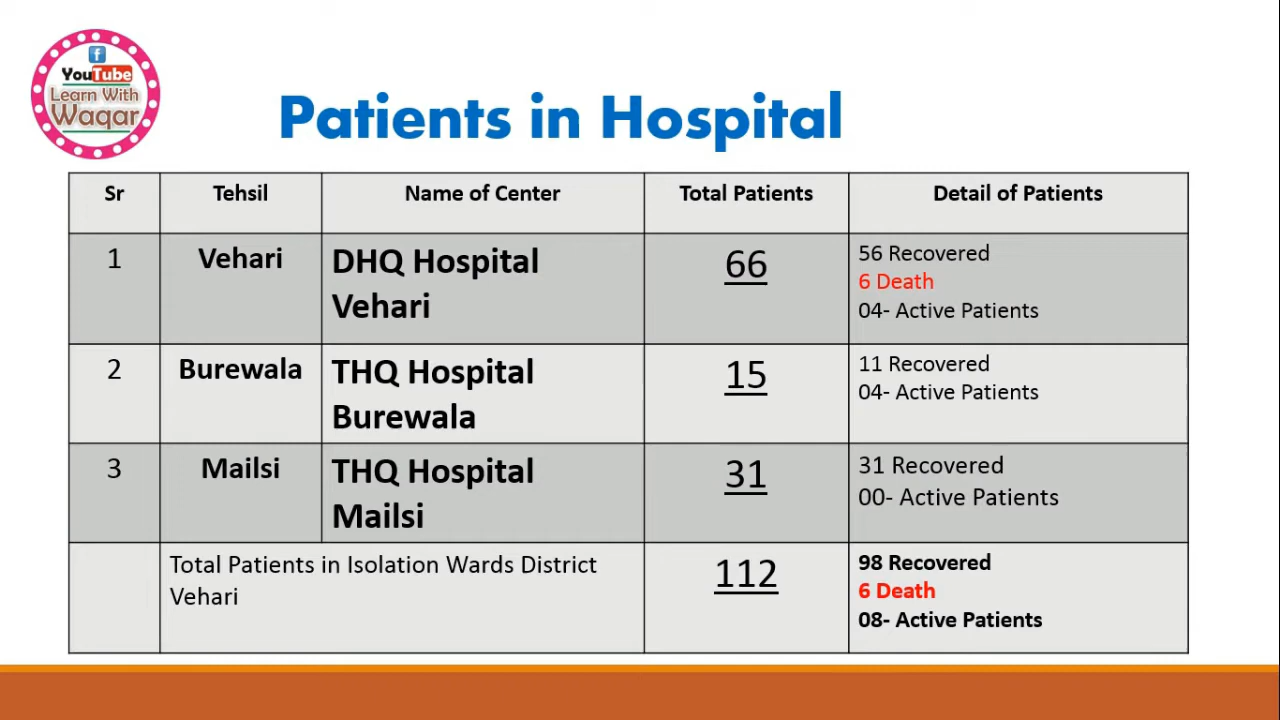 f
YouTube
Learn With
Waqar
Patients in Hospital
Sr Tehsil Name of Center Total Patients Detail of Patients
1 Vehari DHQ Hospital Vehari 66 56 Recovered
6 Death
04- Active Patients
2 Burewala THQ Hospital Burewala 15 11 Recovered
04- Active Patients
3 Mailsi THQ Hospital Mailsi 31 31 Recovered
00- Active Patients
Total Patients in Isolation Wards District Vehari 112 98 Recovered
6 Death
08- Active Patients